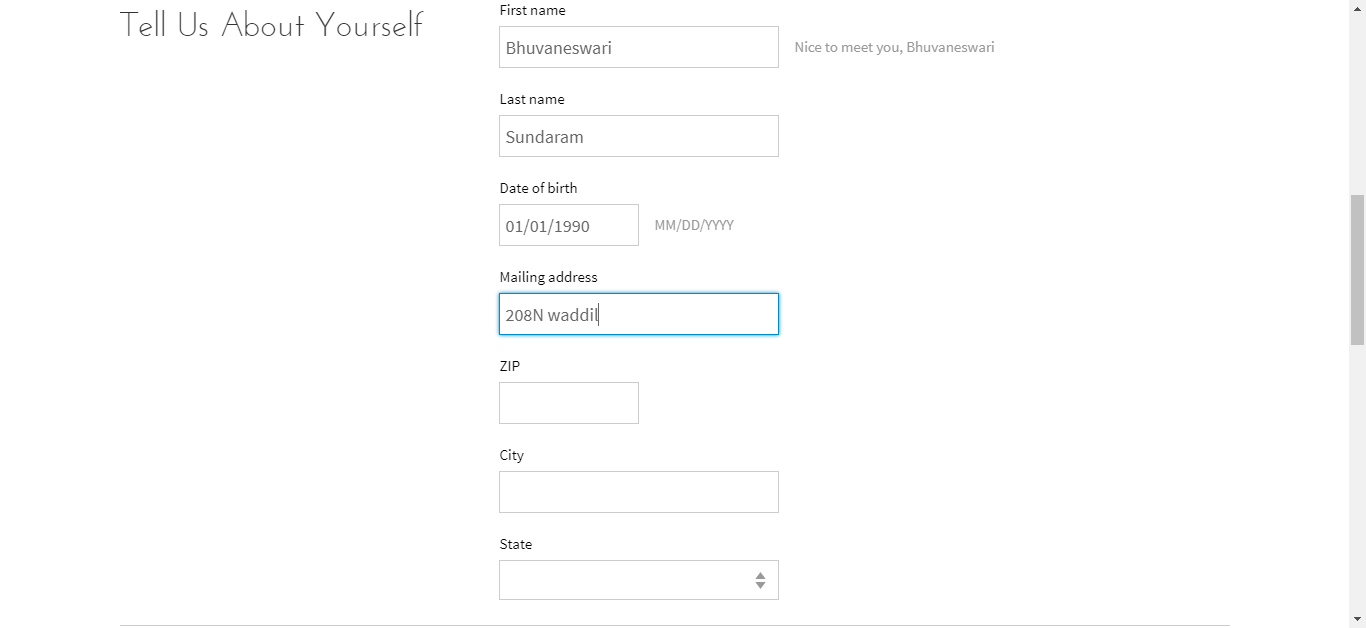 Tell Us About Yourself
First name
Bhuvaneswari
Nice to meet you, Bhuvaneswari
Last name
Sundaram
Date of birth
01/01/1990
MM/DD/YYYY
Mailing address
208N waddil
ZIP
City
State